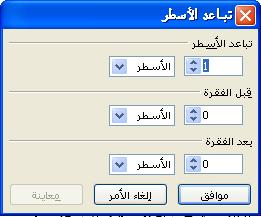 تباعد الأسطر
تباعد الأسطر
1 الأسطر
قبل الفقرة
0 الأسطر
بعد الفقرة
0 الأسطر
موافق إلغاء الأمر معاينة